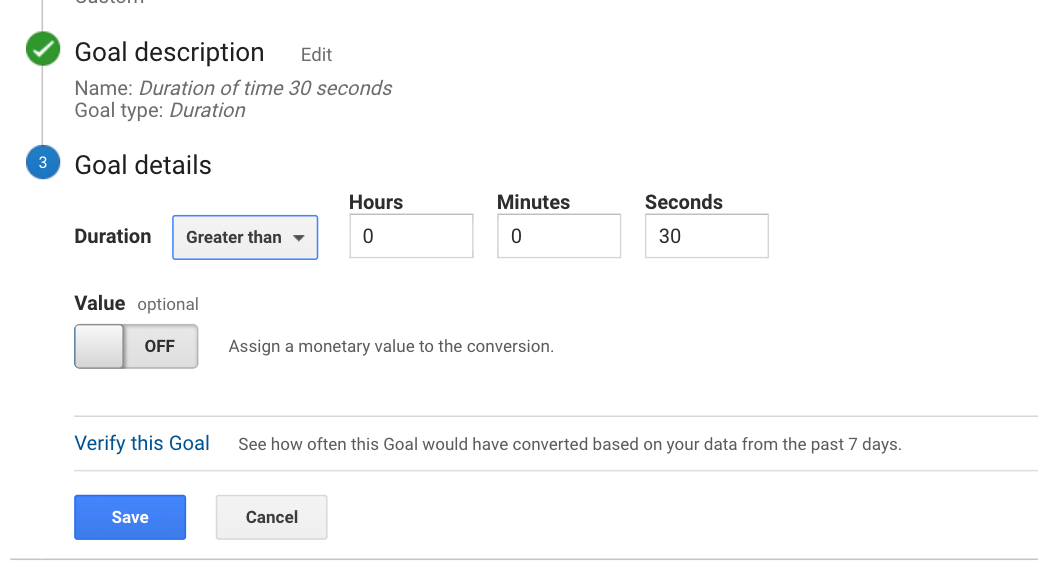 Custom
Goal description Edit
Name: Duration of time 30 seconds
Goal type: Duration
3 Goal details
Hours Minutes Seconds
Duration Greater than 0 0 30
Value optional
OFF Assign a monetary value to the conversion.
Verify this Goal See how often this Goal would have converted based on your data from the past 7 days.
Save Cancel